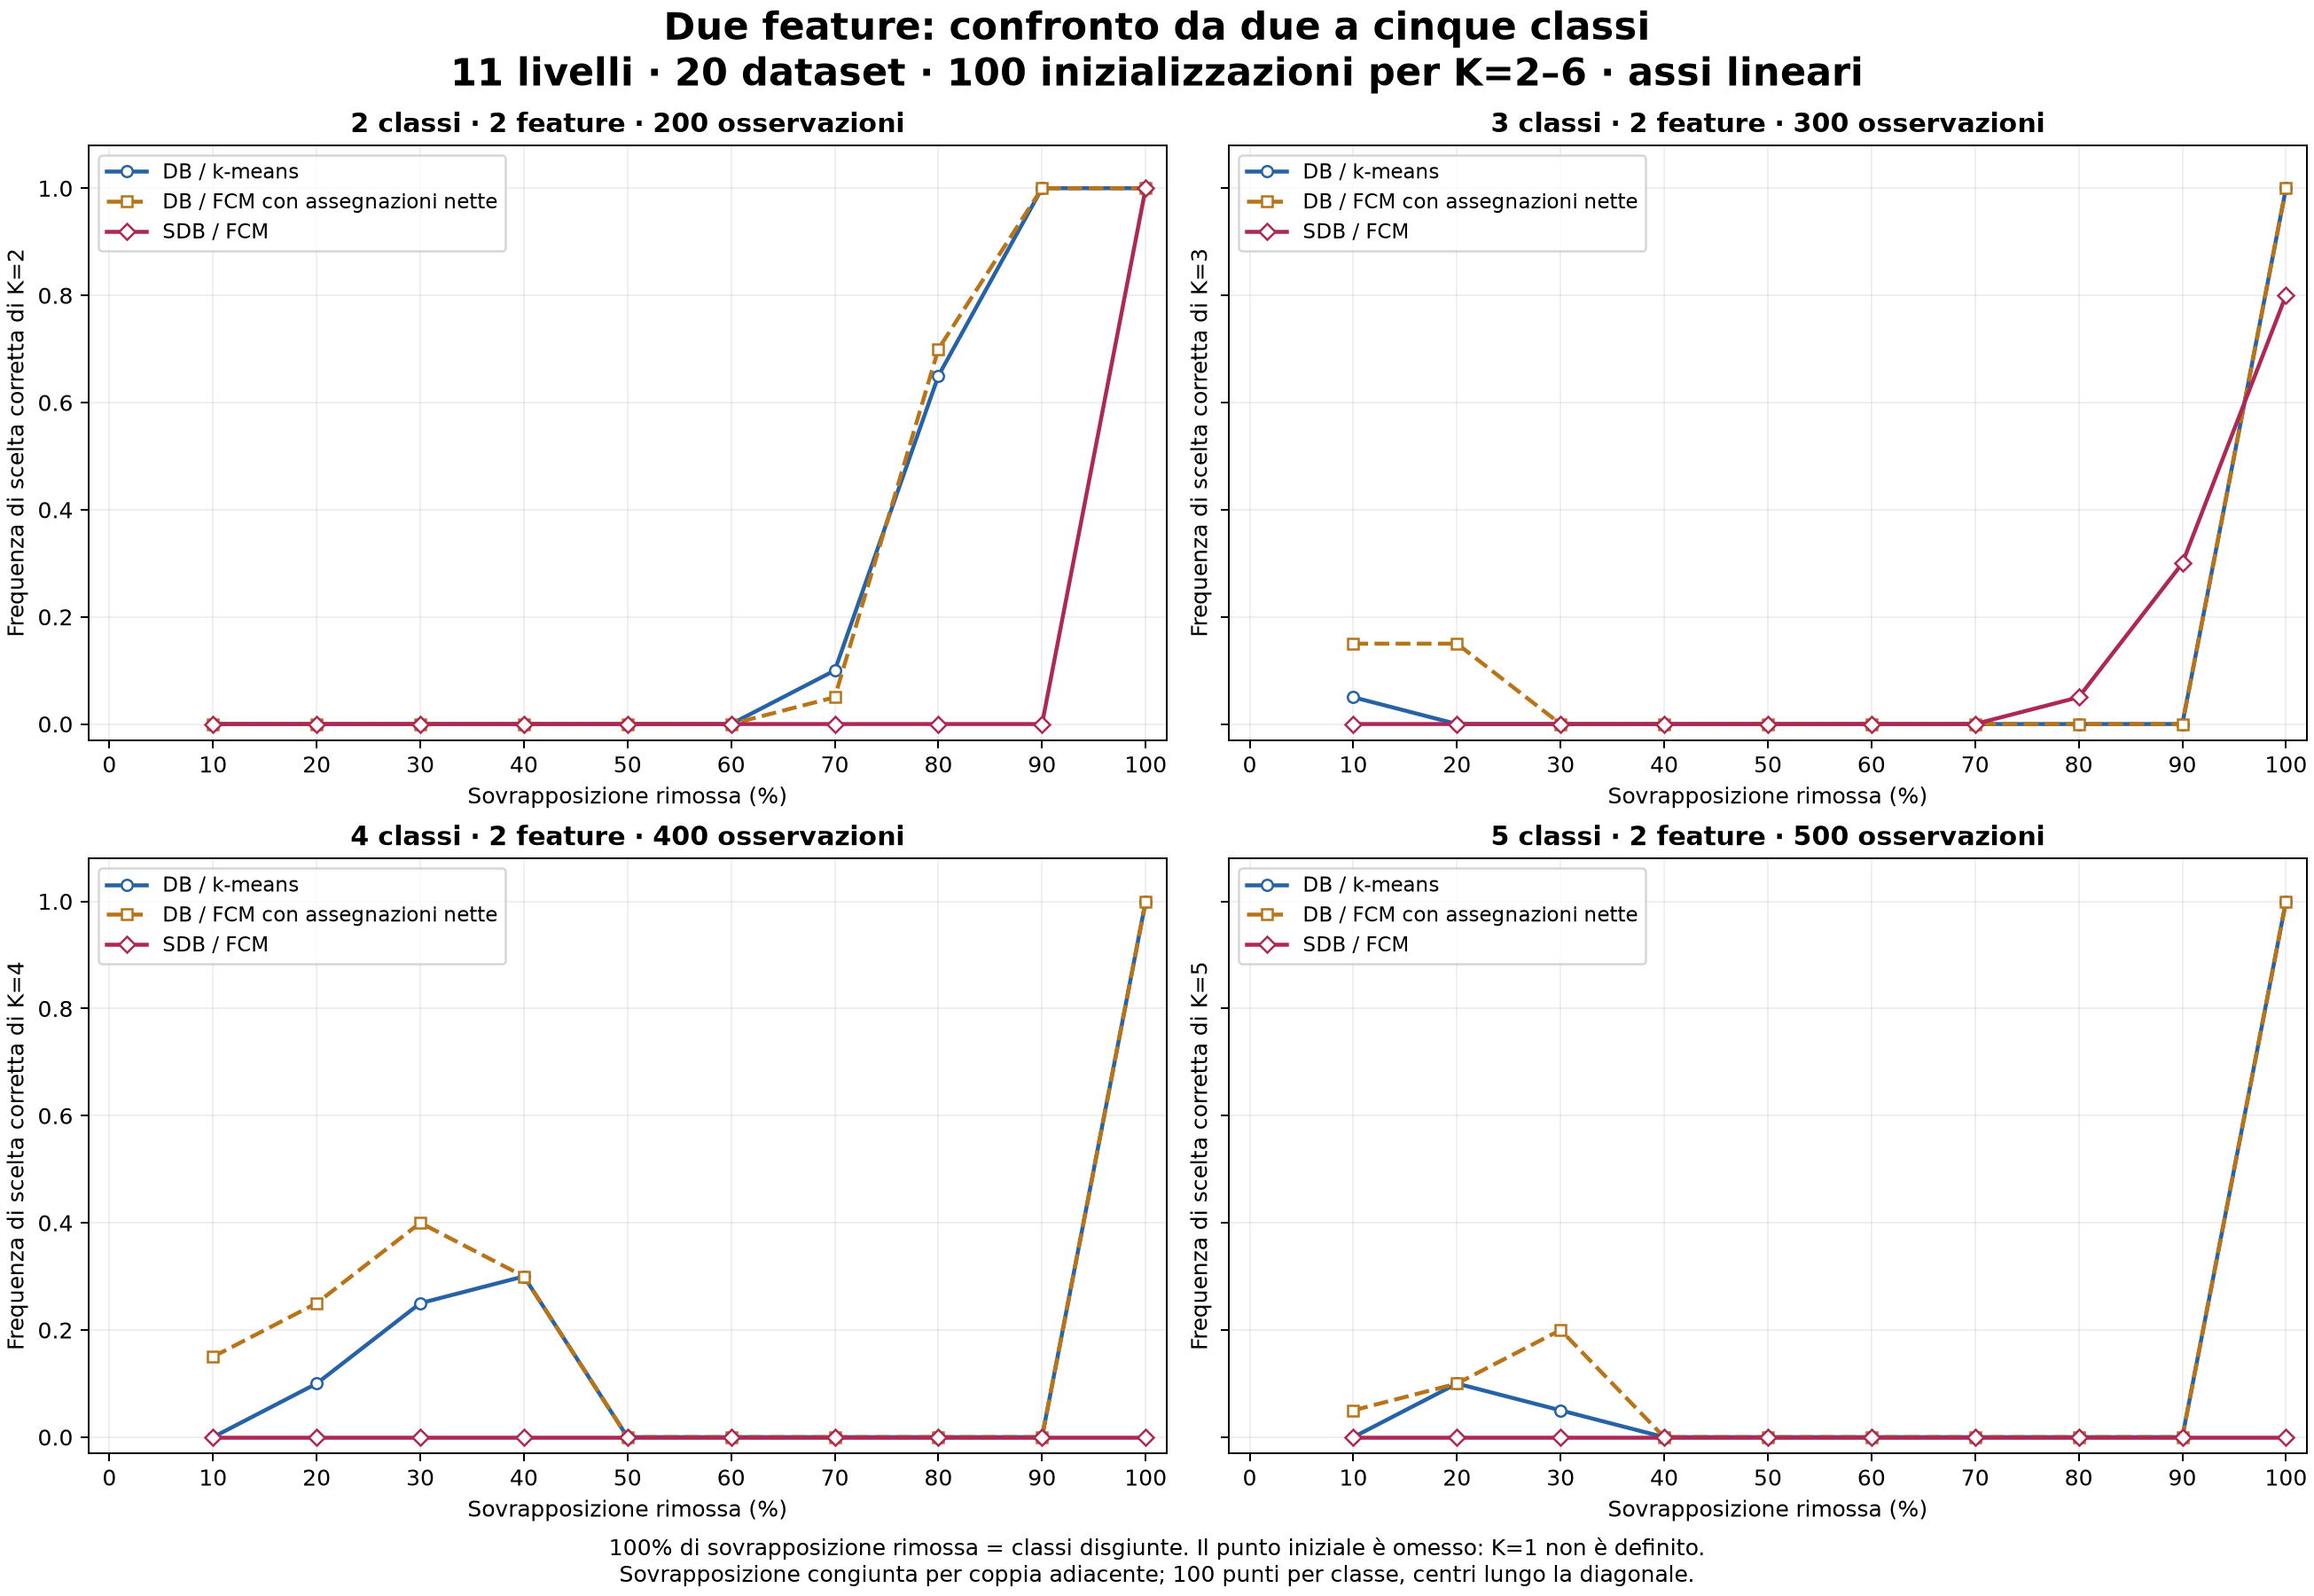 Due feature: confronto da due a cinque classi
11 livelli · 20 dataset · 100 inizializzazioni per K=2–6 · assi lineari
2 classi · 2 feature · 200 osservazioni
DB / k-means
DB / FCM con assegnazioni nette
SDB / FCM
Frequenza di scelta corretta di K=2
1.0
0.8
0.6
0.4
0.2
0.0
0 10 20 30 40 50 60 70 80 90 100
Sovrapposizione rimossa (%)
3 classi · 2 feature · 300 osservazioni
DB / k-means
DB / FCM con assegnazioni nette
SDB / FCM
Frequenza di scelta corretta di K=3
0 10 20 30 40 50 60 70 80 90 100
Sovrapposizione rimossa (%)
4 classi · 2 feature · 400 osservazioni
DB / k-means
DB / FCM con assegnazioni nette
SDB / FCM
Frequenza di scelta corretta di K=4
1.0
0.8
0.6
0.4
0.2
0.0
0 10 20 30 40 50 60 70 80 90 100
Sovrapposizione rimossa (%)
5 classi · 2 feature · 500 osservazioni
DB / k-means
DB / FCM con assegnazioni nette
SDB / FCM
Frequenza di scelta corretta di K=5
0 10 20 30 40 50 60 70 80 90 100
Sovrapposizione rimossa (%)
100% di sovrapposizione rimossa = classi disgiunte. Il punto iniziale è omesso: K=1 non è definito.
Sovrapposizione congiunta per coppia adiacente; 100 punti per classe, centri lungo la diagonale.